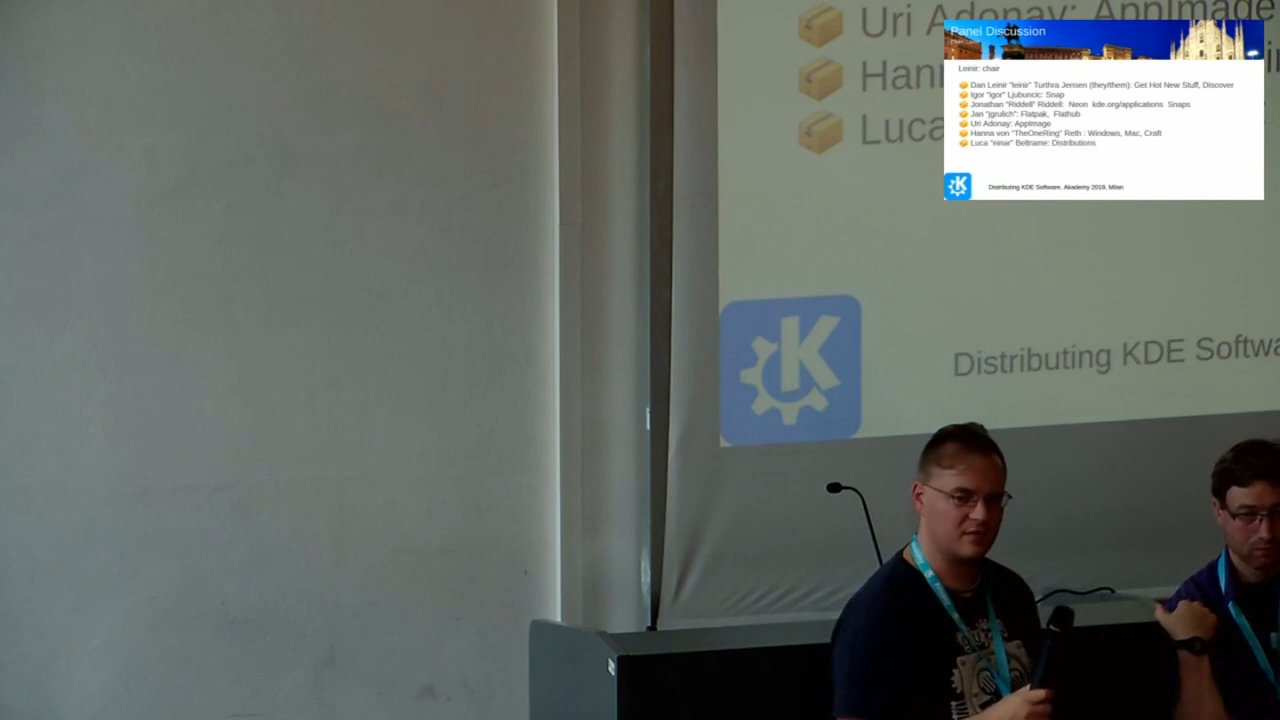 Uri Adonay: AppImage
Hann
Luca
Distributing KDE Softwa
Panel Discussion
Leinir: chair
Dan Leinir "leinir" Turthra Jensen (they/them): Get Hot New Stuff, Discover
Igor "igor" Ljubuncic: Snap
Jonathan "Riddell" Riddell: Neon kde.org/applications Snaps
Jan "jgrulich": Flatpak, Flathub
Uri Adonay: AppImage
Hanna von "TheOneRing" Reth : Windows, Mac, Craft
Luca "einar" Beltrame: Distributions
Distributing KDE Software, Akademy 2019, Milan